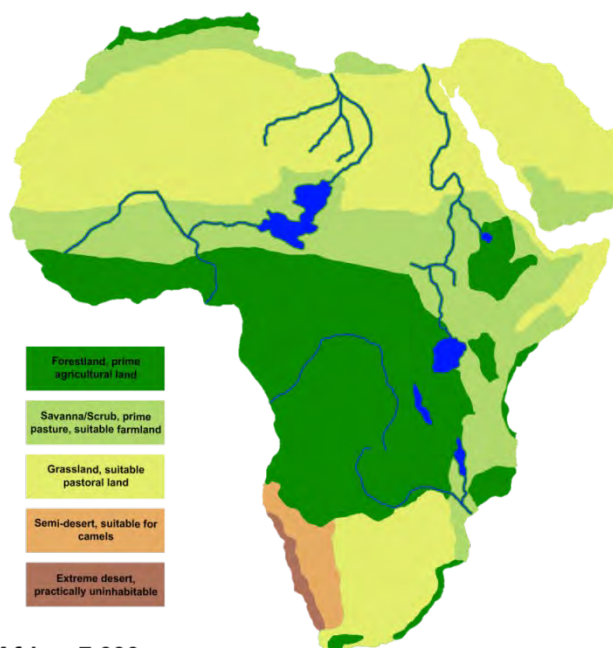 Forestland, prime
agricultural land
Savanna/Scrub, prime
pasture, suitable farmland
Grassland, suitable
pastoral land
Semi-desert, suitable for
camels
Extreme desert,
practically uninhabitable